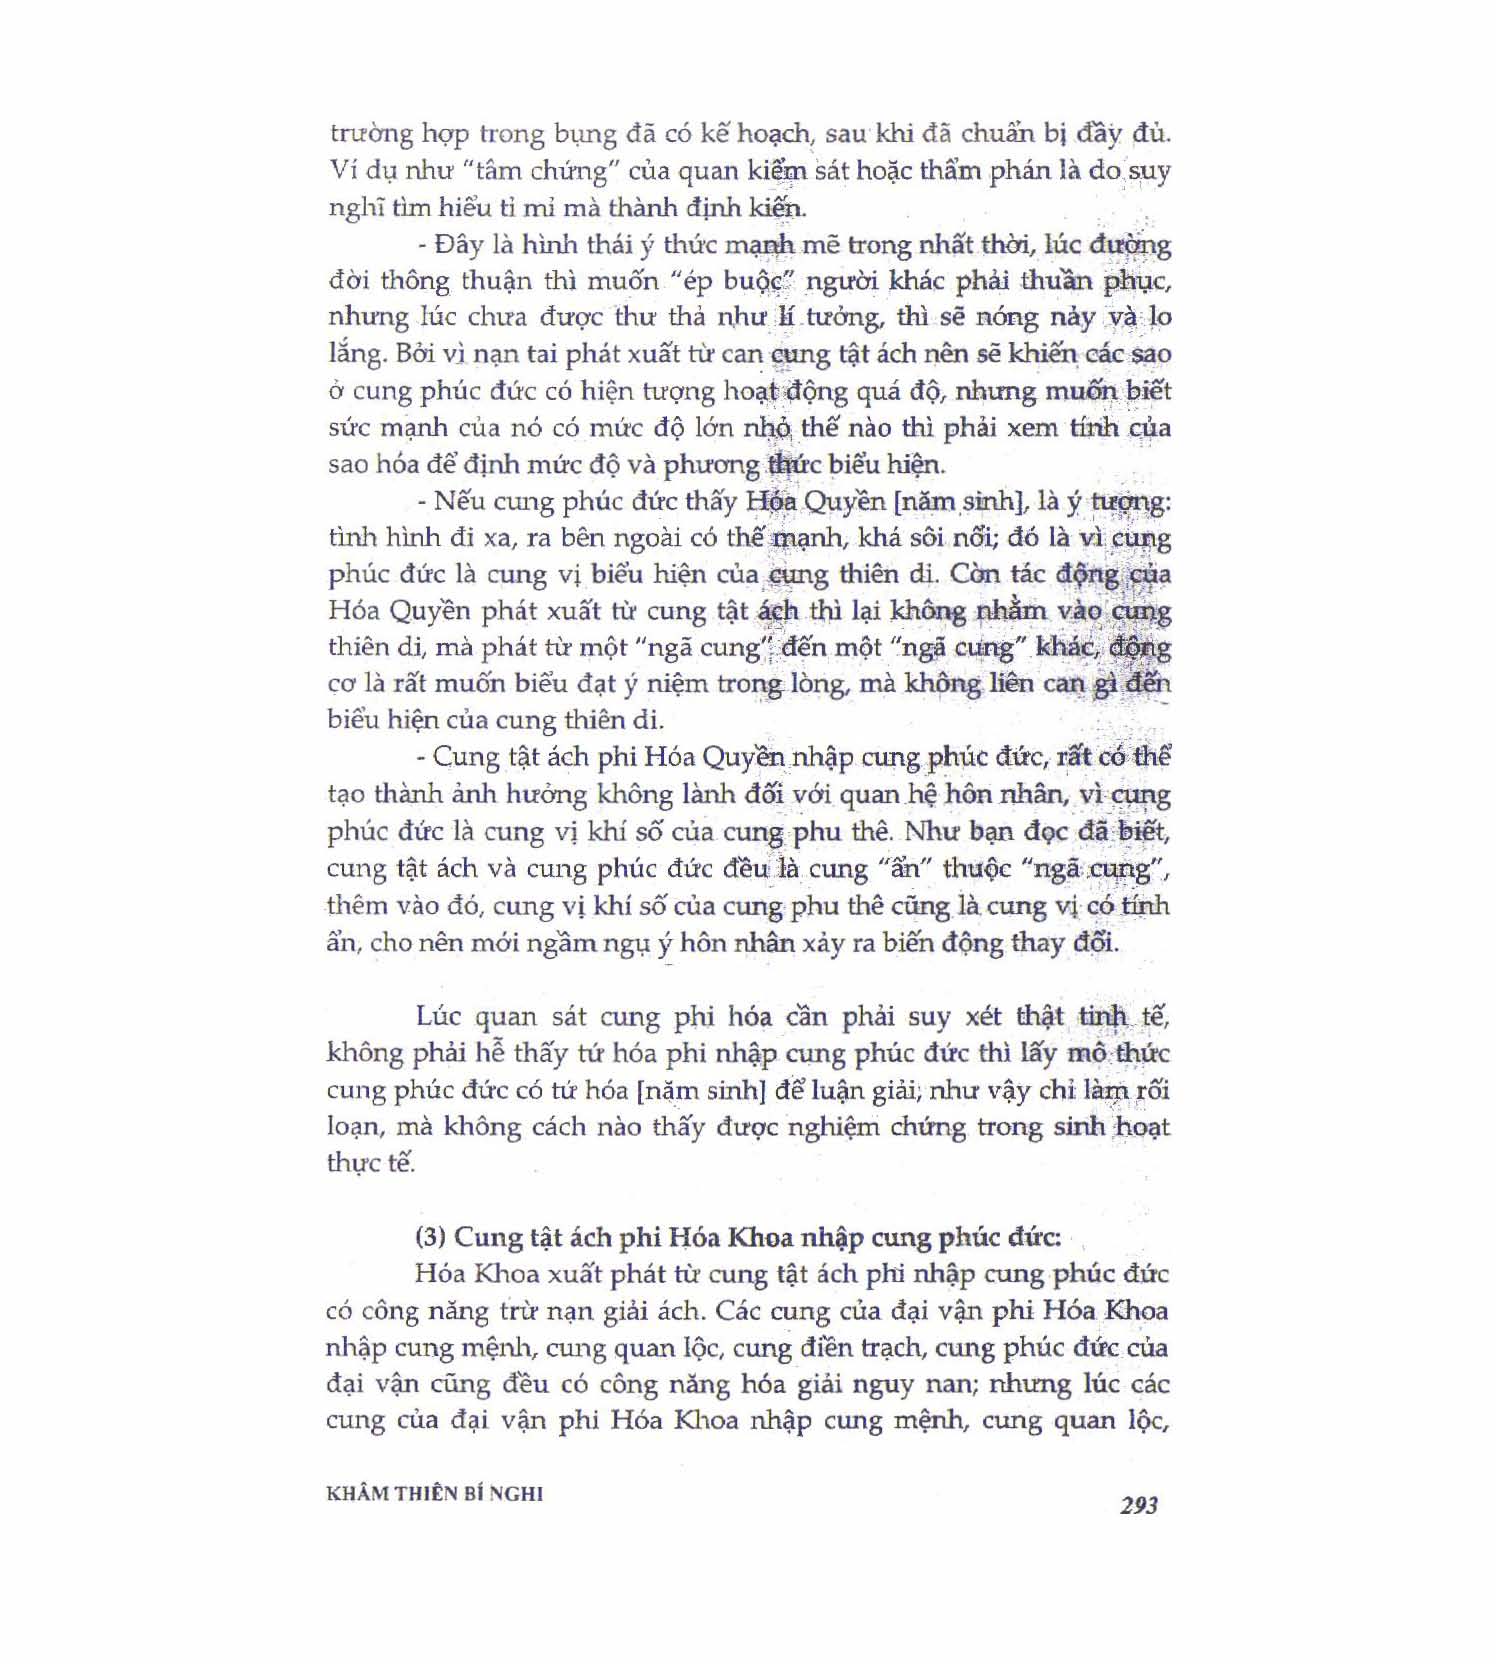 trường hợp trong bụng đã có kế hoạch, sau khi đã chuẩn bị đầy đủ.
Ví dụ như "tâm chứng" của quan kiểm sát hoặc thẩm phán là do suy
nghĩ tìm hiểu tỉ mỉ mà thành định kiến.
- Đây là hình thái ý thức mạnh mẽ trong nhất thời, lúc đường
đời thông thuận thì muốn "ép buộc" người khác phải thuần phục,
nhưng lúc chưa được thư thả như lí tưởng, thì sẽ nóng nảy và lo
lắng. Bởi vì nạn tai phát xuất từ can cung tật ách nên sẽ khiến các sao
ở cung phúc đức có hiện tượng hoạt động quá độ, nhưng muốn biết
sức mạnh của nó có mức độ lớn nhỏ thế nào thì phải xem tính của
sao hóa để định mức độ và phương thức biểu hiện.
- Nếu cung phúc đức thấy Hóa Quyền [năm sinh], là ý tượng:
tình hình đi xa, ra bên ngoài có thế mạnh, khá sôi nổi; đó là vì cung
phúc đức là cung vị biểu hiện của cung thiên di. Còn tác động của
Hóa Quyền phát xuất từ cung tật ách thì lại không nhằm vào cung
thiên di, mà phát từ một "ngã cung" đến một "ngã cung" khác, động
cơ là rất muốn biểu đạt ý niệm trong lòng, mà không liên can gì đến
biểu hiện của cung thiên di.
- Cung tật ách phi Hóa Quyền nhập cung phúc đức, rất có thể
tạo thành ảnh hưởng không lành đối với quan hệ hôn nhân, vì cung
phúc đức là cung vị khí số của cung phu thê. Như bạn đọc đã biết,
cung tật ách và cung phúc đức đều là cung "ẩn" thuộc "ngã cung",
thêm vào đó, cung vị khí số của cung phu thê cũng là cung vị có tính
ẩn, cho nên mới ngầm ngụ ý hôn nhân xảy ra biến động thay đổi.
Lúc quan sát cung phi hóa cần phải suy xét thật tinh tế,
không phải hễ thấy tứ hóa phi nhập cung phúc đức thì lấy mô thức
cung phúc đức có tứ hóa [năm sinh] để luận giải; như vậy chỉ làm rối
loạn, mà không cách nào thấy được nghiệm chứng trong sinh hoạt
thực tế.
(3) Cung tật ách phi Hóa Khoa nhập cung phúc đức:
Hóa Khoa xuất phát từ cung tật ách phi nhập cung phúc đức
có công năng trừ nạn giải ách. Các cung của đại vận phi Hóa Khoa
nhập cung mệnh, cung quan lộc, cung điền trạch, cung phúc đức của
đại vận cũng đều có công năng hóa giải nguy nan; nhưng lúc các
cung của đại vận phi Hóa Khoa nhập cung mệnh, cung quan lộc,
KHÂM THIÊN BÍ NGHI
293